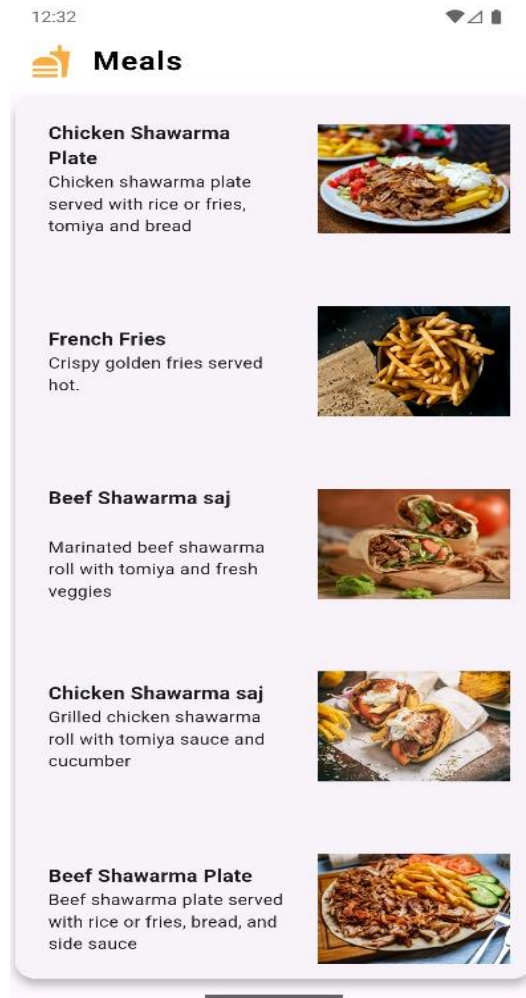 12:32
Meals
Chicken Shawarma
Plate
Chicken shawarma plate
served with rice or fries,
tomiya and bread
French Fries
Crispy golden fries served
hot.
Beef Shawarma saj
Marinated beef shawarma
roll with tomiya and fresh
veggies
Chicken Shawarma saj
Grilled chicken shawarma
roll with tomiya sauce and
cucumber
Beef Shawarma Plate
Beef shawarma plate served
with rice or fries, bread, and
side sauce